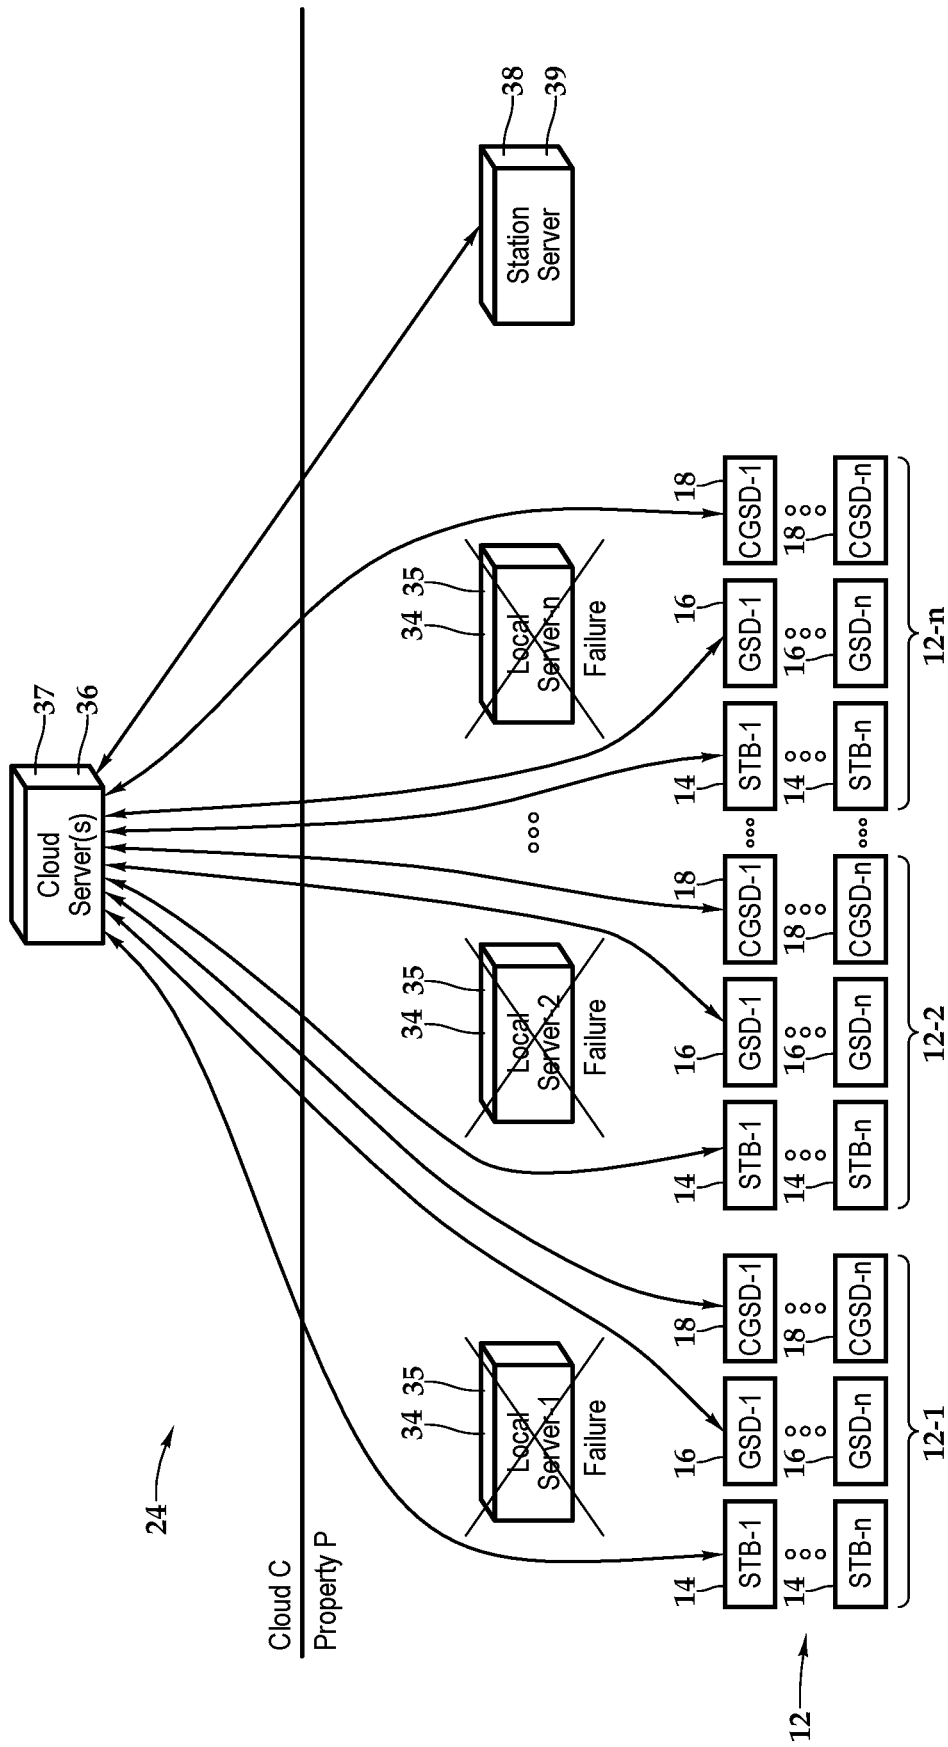 24
Cloud
Server(s)
37
36
Cloud C
Property P
34
35
Local
Server-1
Failure
34
35
Local
Server-2
Failure
34
35
Local
Server-n
Failure
Station
Server
38
39
12
14
STB-1
16
GSD-1
18
CGSD-1
14
STB-n
16
GSD-n
18
CGSD-n
12-1
14
STB-1
16
GSD-1
18
CGSD-1
14
STB-n
16
GSD-n
18
CGSD-n
12-2
14
STB-1
16
GSD-1
18
CGSD-1
14
STB-n
16
GSD-n
18
CGSD-n
12-n